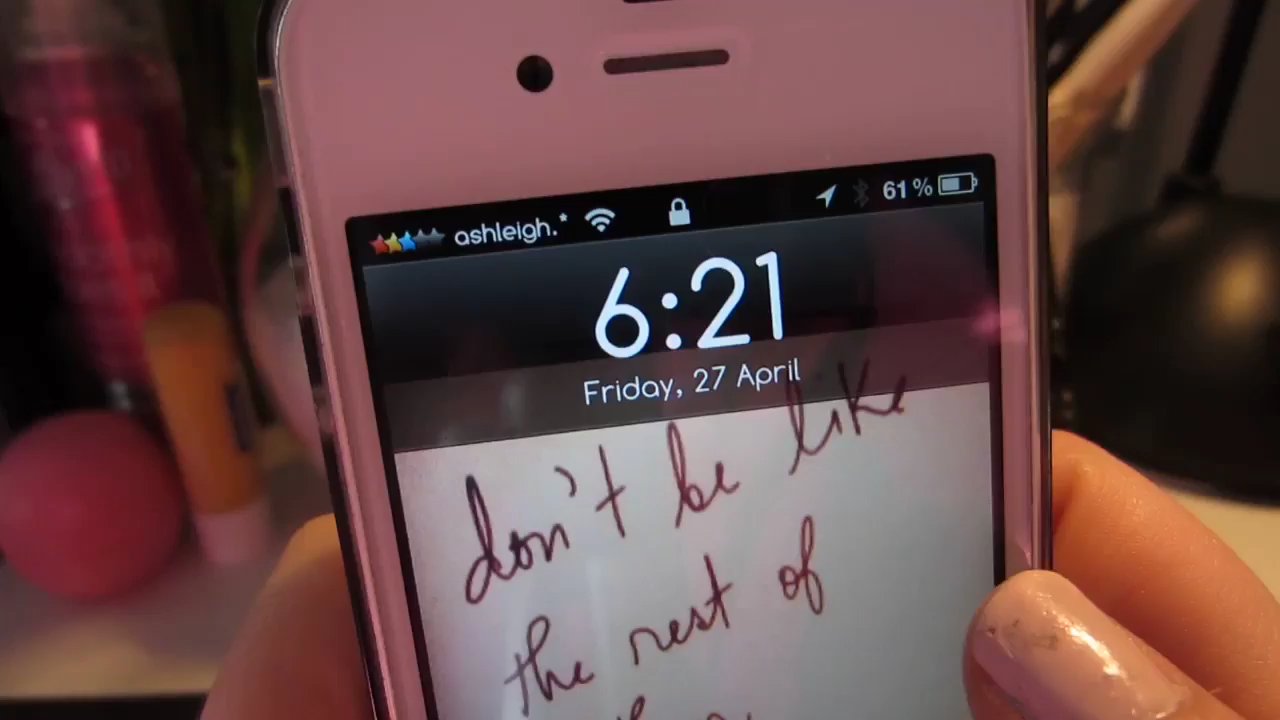 ashleigh.* 61 %
6:21
Friday, 27 April
don't be like
the rest of